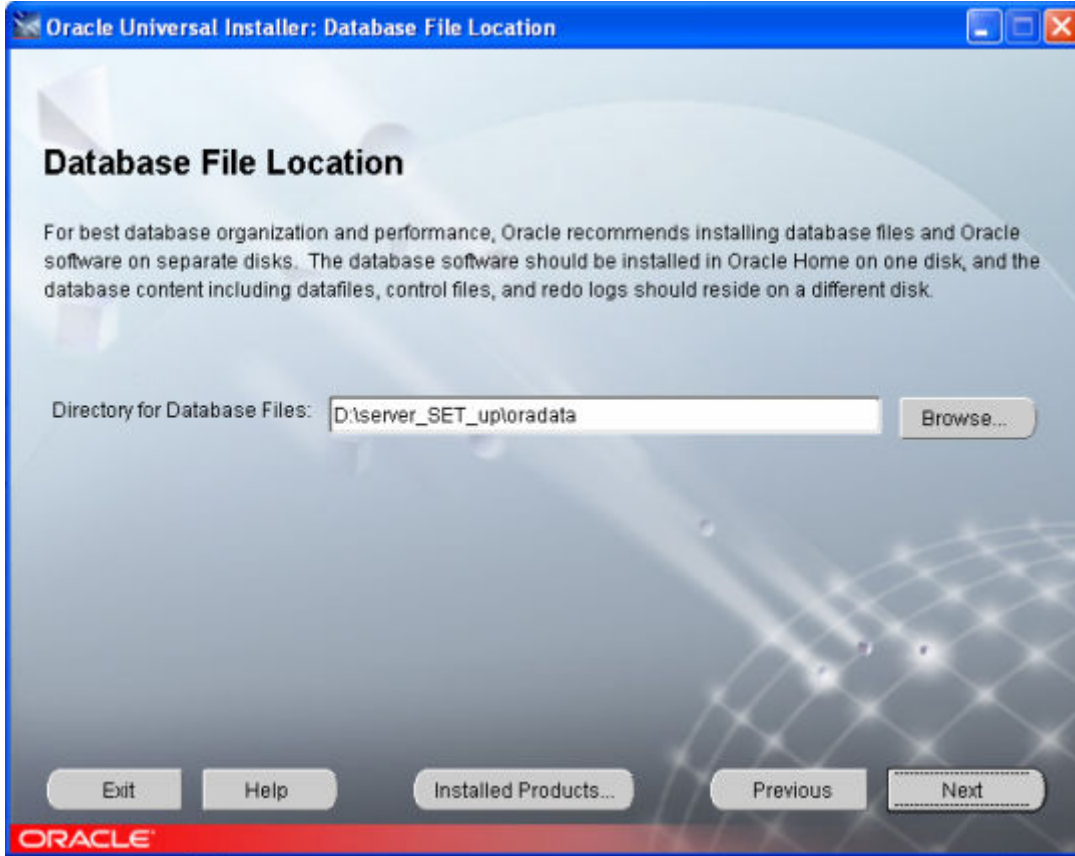 Oracle Universal Installer: Database File Location
Database File Location
For best database organization and performance, Oracle recommends installing database files and Oracle
software on separate disks. The database software should be installed in Oracle Home on one disk, and the
database content including datafiles, control files, and redo logs should reside on a different disk.
Directory for Database Files: D:\server_SET_up\oradata Browse...
Exit Help Installed Products... Previous Next
ORACLE